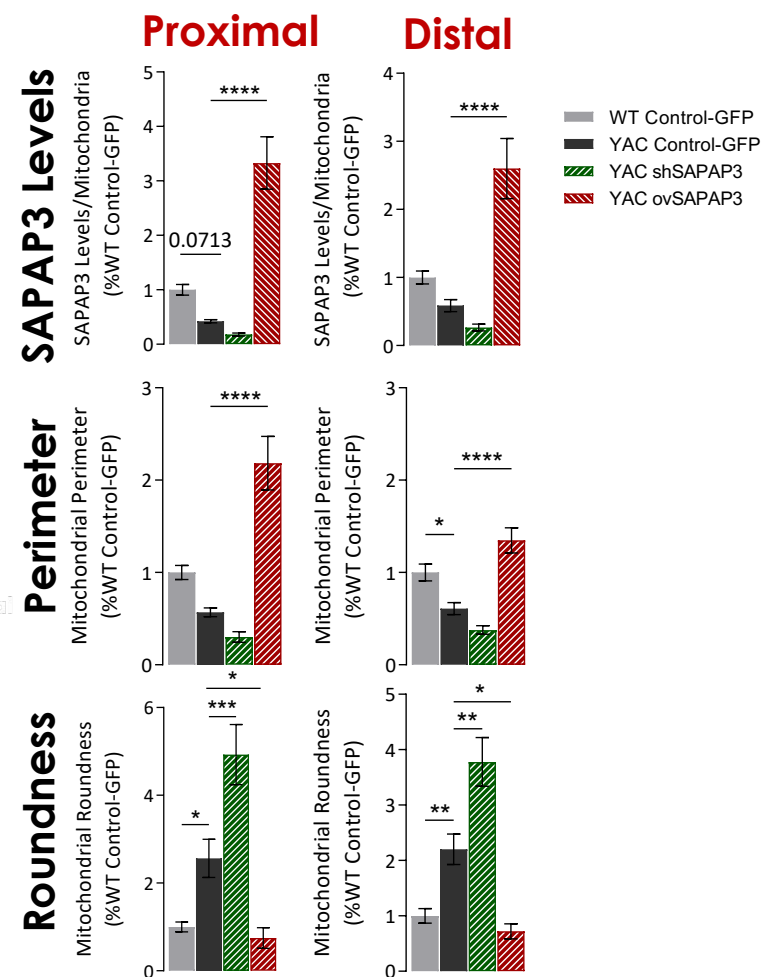 Proximal
Distal
SAPAP3 Levels
SAPAP3 Levels/Mitochondria
(%WT Control-GFP)
5
4
3
2
1
0
0.0713
****
SAPAP3 Levels/Mitochondria
(%WT Control-GFP)
4
3
2
1
0
****
WT Control-GFP
YAC Control-GFP
YAC shSAPAP3
YAC ovSAPAP3
Perimeter
Mitochondrial Perimeter
(%WT Control-GFP)
3
2
1
0
****
Mitochondrial Perimeter
(%WT Control-GFP)
3
2
1
0
*
****
Roundness
Mitochondrial Roundness
(%WT Control-GFP)
6
4
2
0
*
***
*
Mitochondrial Roundness
(%WT Control-GFP)
5
4
3
2
1
0
**
**
*